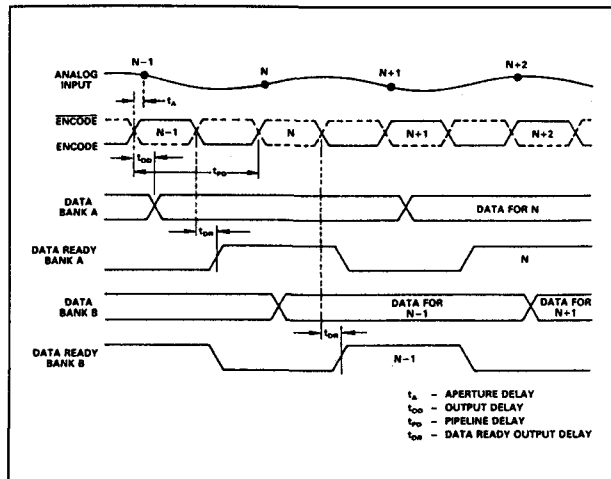 N-1
N
N+1
N+2
ANALOG
INPUT
tA
ENCODE
ENCODE
N-1
N
N+1
N+2
tOD
tPD
DATA
BANK A
DATA FOR N
tDR
DATA READY
BANK A
N
DATA
BANK B
DATA FOR
N-1
DATA FOR
N+1
tDR
DATA READY
BANK B
N-1
tA – APERTURE DELAY
tOD – OUTPUT DELAY
tPD – PIPELINE DELAY
tDR – DATA READY OUTPUT DELAY